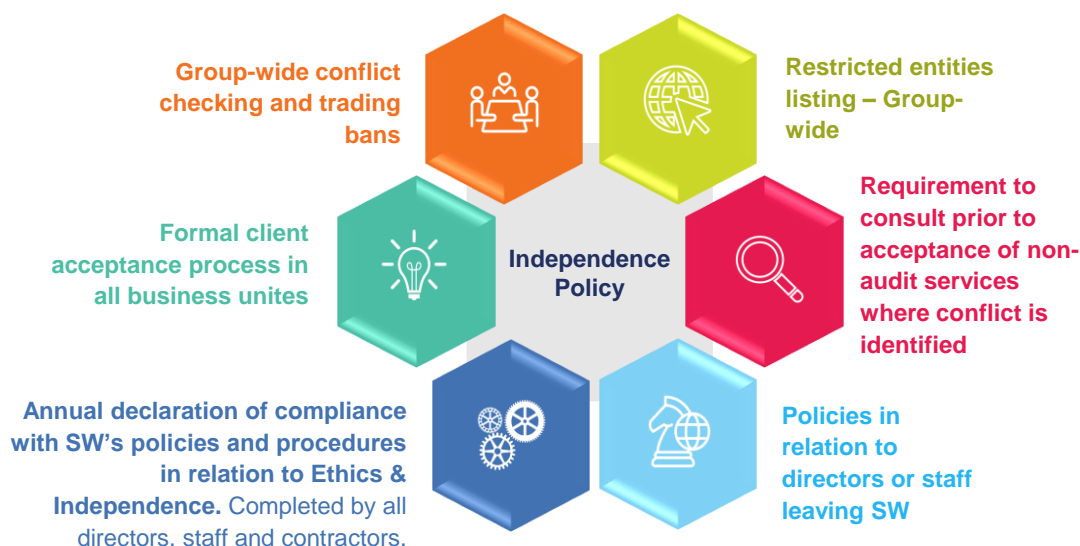 Group-wide conflict
checking and trading
bans
Restricted entities
listing – Group-
wide
Formal client
acceptance process in
all business unites
Independence
Policy
Requirement to
consult prior to
acceptance of non-
audit services
where conflict is
identified
Annual declaration of compliance
with SW's policies and procedures
in relation to Ethics &
Independence. Completed by all
directors, staff and contractors.
Policies in
relation to
directors or staff
leaving SW